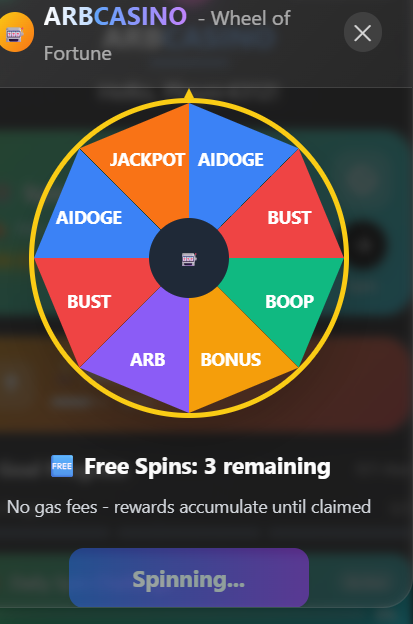 ARBCASINO - Wheel of
Fortune
JACKPOT AIDOGE
AIDOGE BUST
BUST BOOP
ARB BONUS
FREE Free Spins: 3 remaining
No gas fees - rewards accumulate until claimed
Spinning...